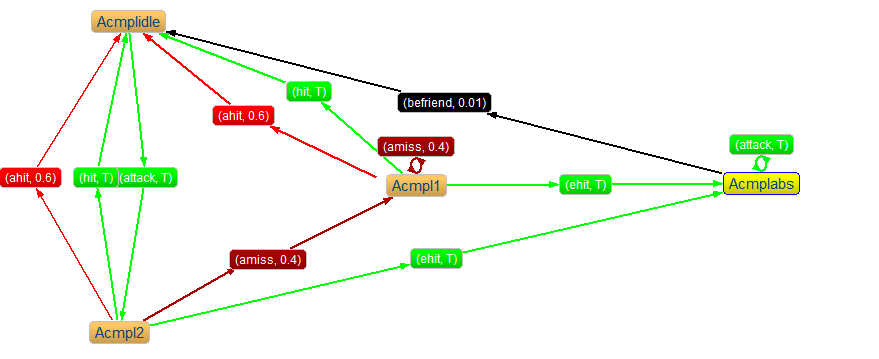 Acmplidle
(hit, T)
(befriend, 0.01)
(ahit, 0.6)
(amiss, 0.4)
(attack, T)
(ahit, 0.6)
(hit, T)
(attack, T)
Acmpl1
(ehit, T)
Acmplabs
(amiss, 0.4)
(ehit, T)
Acmpl2